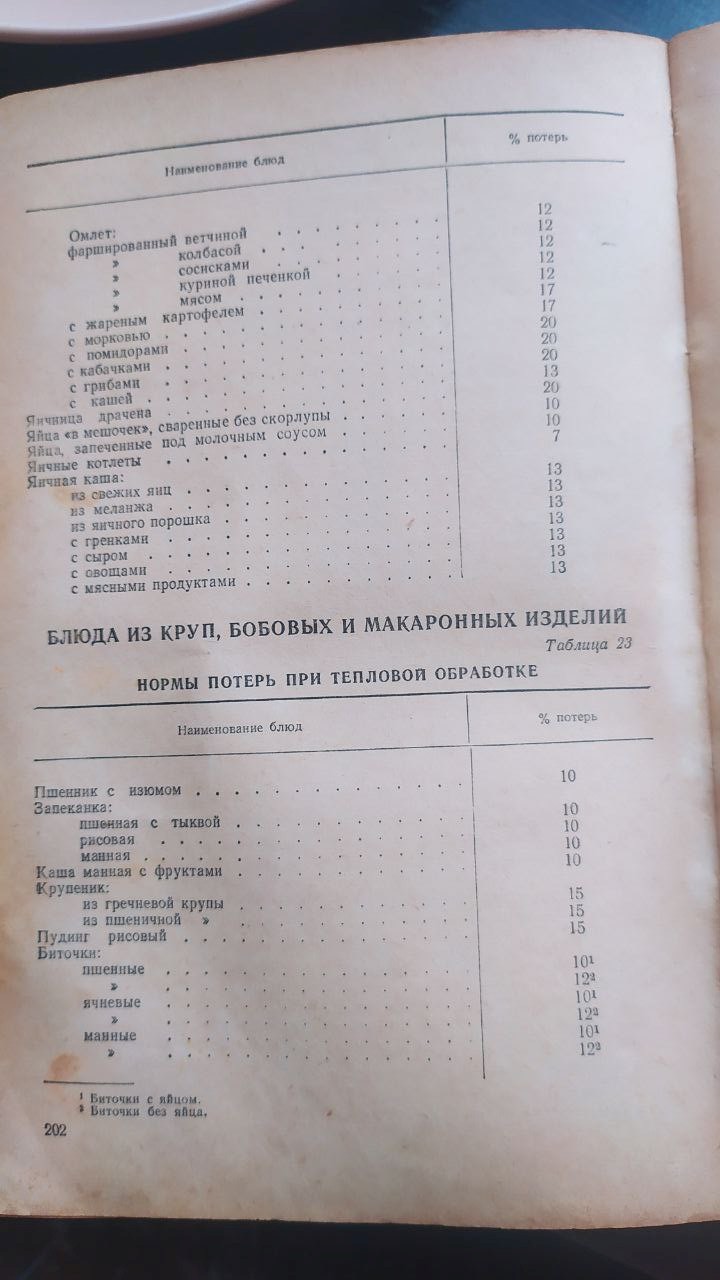 Наименование блюд % потерь
Омлет:
фаршированный ветчиной . . . . . . . . 12
» колбасой . . . . . . . . 12
» сосисками . . . . . . . . 12
» куриной печенкой . . . . . 12
» мясом . . . . . . . . 12
с жареным картофелем . . . . . . . . 17
с морковью . . . . . . . . 17
с помидорами . . . . . . . . 20
с кабачками . . . . . . . . 20
с грибами . . . . . . . . 20
с кашей . . . . . . . . 13
Яичница драчена . . . . . . . . 20
Яйца «в мешочек», сваренные без скорлупы . . . . 10
Яйца, запеченные под молочным соусом . . . . 10
Яичные котлеты . . . . . . . . 7
Яичная каша:
из свежих яиц . . . . . . . . 13
из меланжа . . . . . . . . 13
из яичного порошка . . . . . . . . 13
с гренками . . . . . . . . 13
с сыром . . . . . . . . 13
с овощами . . . . . . . . 13
с мясными продуктами . . . . . . . . 13
БЛЮДА ИЗ КРУП, БОБОВЫХ И МАКАРОННЫХ ИЗДЕЛИЙ
Таблица 23
НОРМЫ ПОТЕРЬ ПРИ ТЕПЛОВОЙ ОБРАБОТКЕ
Наименование блюд % потерь
Пшенник с изюмом . . . . . . . . 10
Запеканка:
пшенная с тыквой . . . . . . . . 10
рисовая . . . . . . . . 10
манная . . . . . . . . 10
Каша манная с фруктами . . . . . . . . 10
Крупеник:
из гречневой крупы . . . . . . . . 15
из пшеничной » . . . . . . . . 15
Пудинг рисовый . . . . . . . . 15
Биточки:
пшенные . . . . . . . . 10¹
» . . . . . . . . 12²
ячневые . . . . . . . . 10¹
» . . . . . . . . 12²
манные . . . . . . . . 10¹
» . . . . . . . . 12²
¹ Биточки с яйцом.
² Биточки без яйца.
202